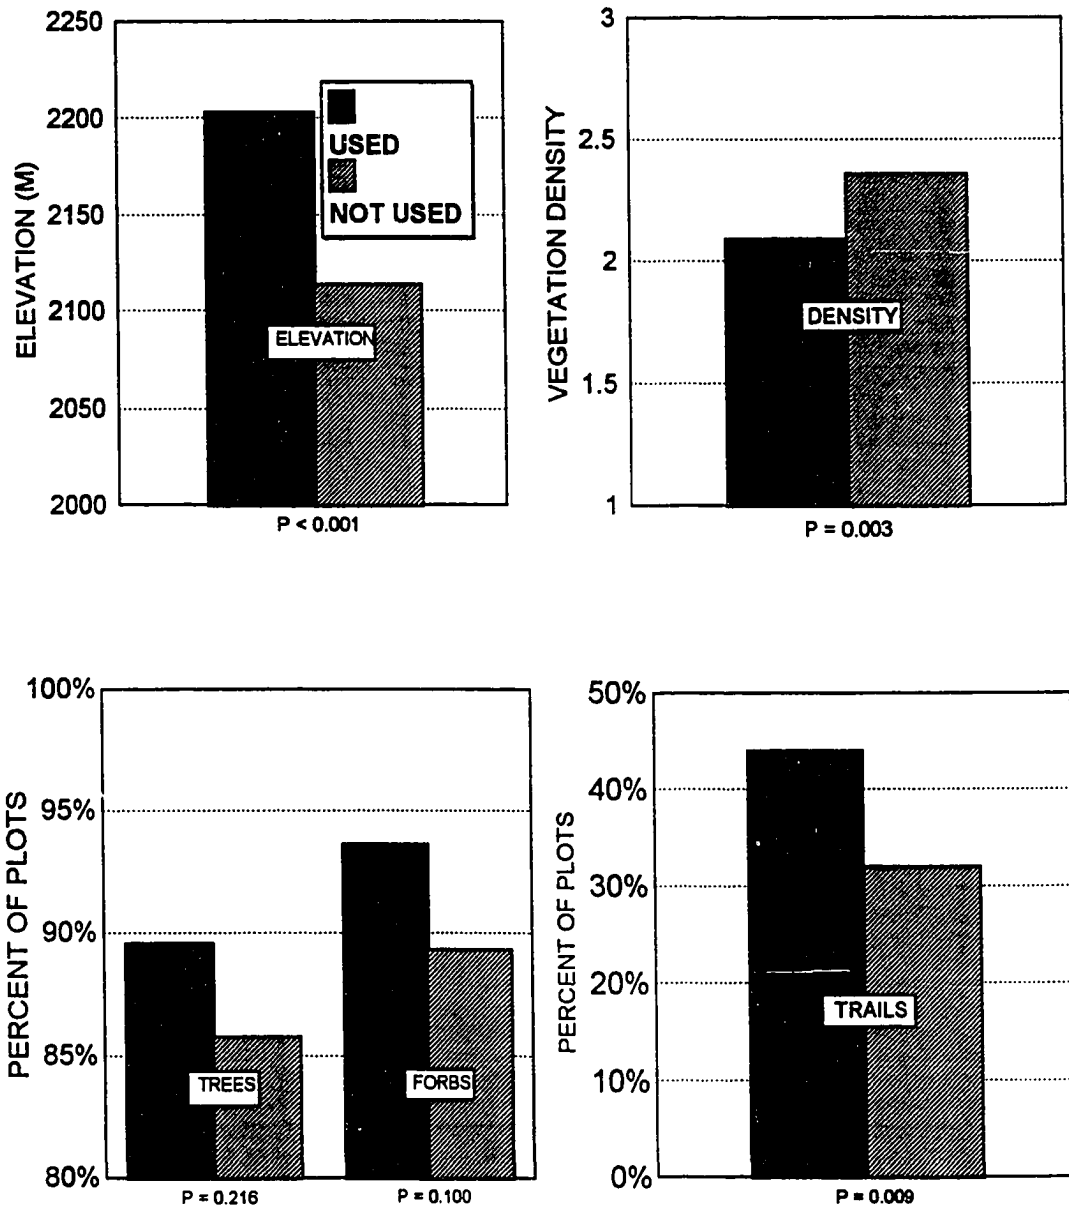 2250
2200
2150
2100
2050
2000
ELEVATION (M)
USED
NOT USED
ELEVATION
P < 0.001
3
2.5
2
1.5
1
VEGETATION DENSITY
DENSITY
P = 0.003
100%
95%
90%
85%
80%
PERCENT OF PLOTS
TREES
FORBS
P = 0.216
P = 0.100
50%
40%
30%
20%
10%
0%
PERCENT OF PLOTS
TRAILS
P = 0.009